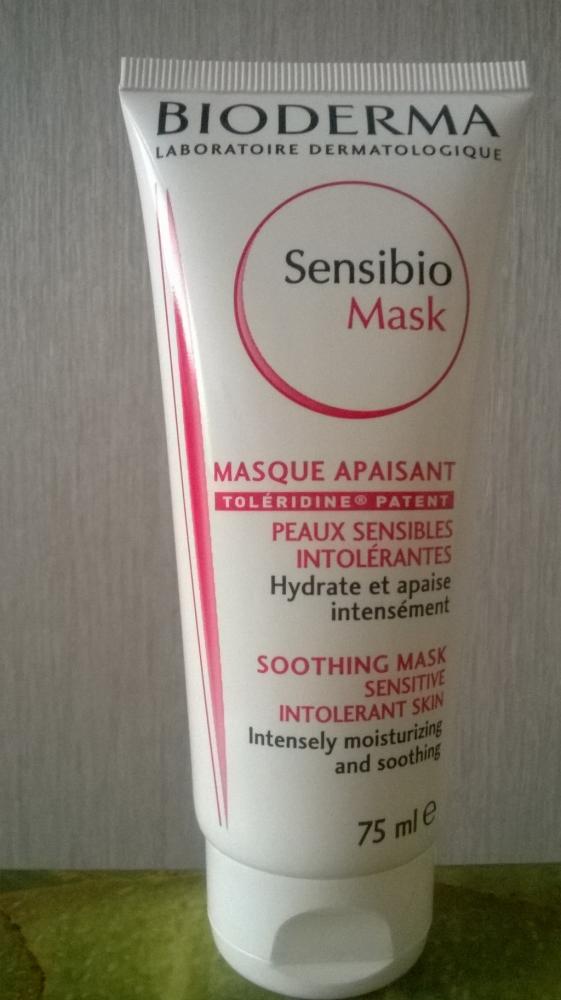 BIODERMA
LABORATOIRE DERMATOLOGIQUE
Sensibio
Mask
MASQUE APAISANT
TOLÉRIDINE® PATENT
PEAUX SENSIBLES
INTOLÉRANTES
Hydrate et apaise
intensément
SOOTHING MASK
SENSITIVE
INTOLERANT SKIN
Intensely moisturizing
and soothing
75 ml ℮